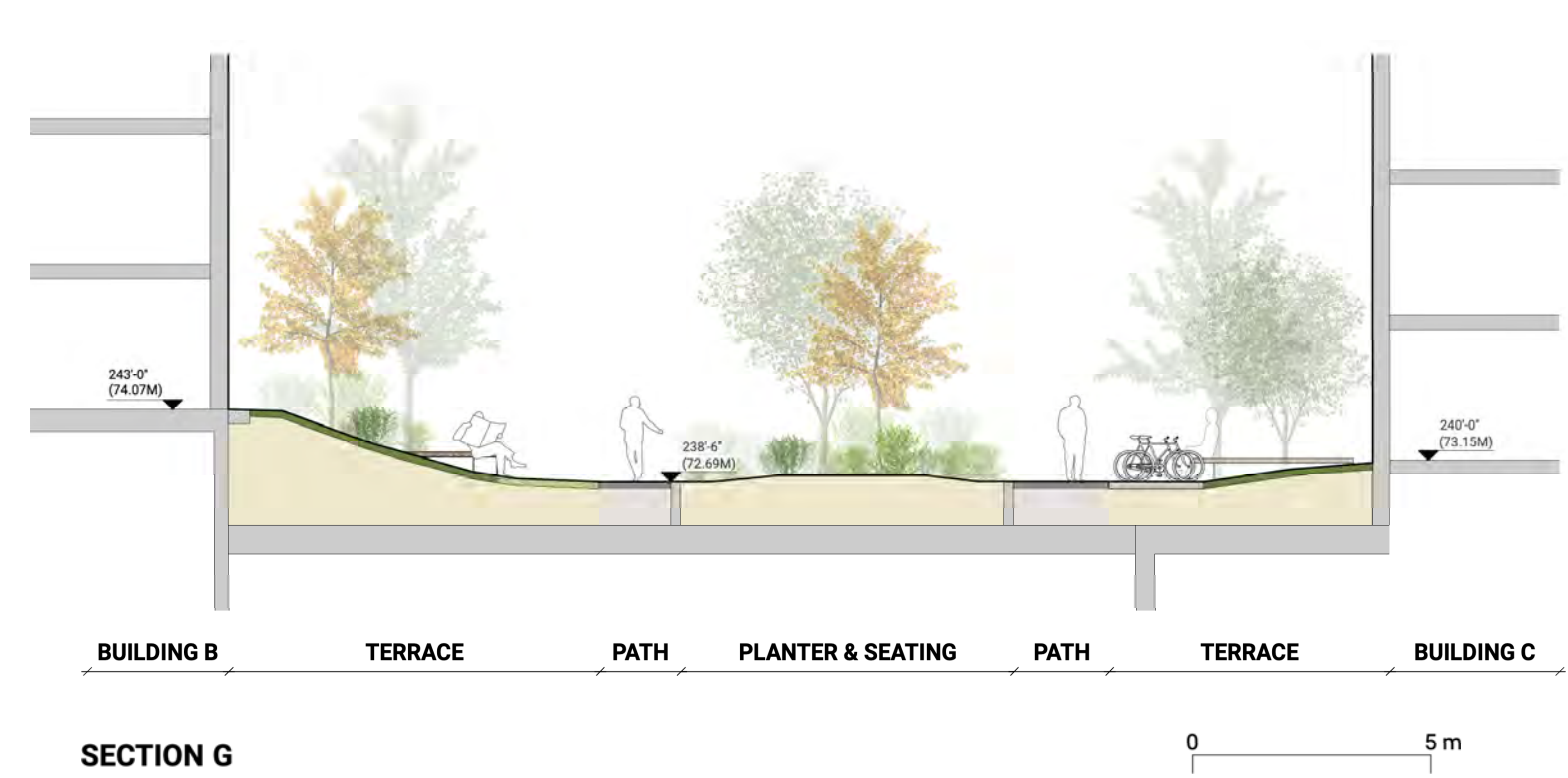 243'-0"
(74.07M)
238'-6"
(72.69M)
240'-0"
(73.15M)
BUILDING B
TERRACE
PATH
PLANTER & SEATING
PATH
TERRACE
BUILDING C
SECTION G
0
5 m